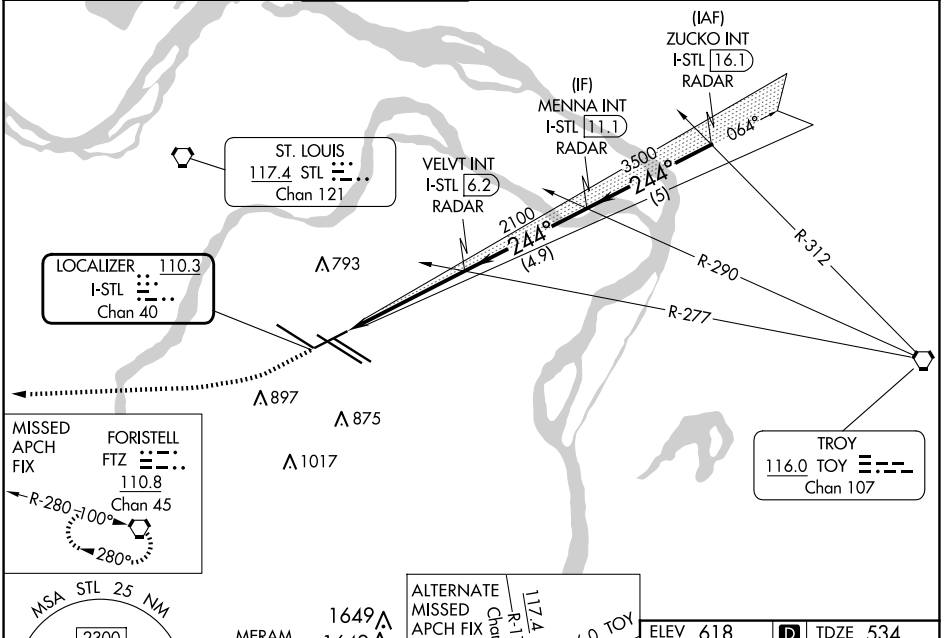 (IAF)
ZUCKO INT
I-STL 16.1
RADAR
(IF)
MENNA INT
I-STL 11.1
RADAR
064°
3500
244°
(5)
ST. LOUIS
117.4 STL
Chan 121
VELVT INT
I-STL 6.2
RADAR
2100
244°
(4.9)
R-312
R-290
R-277
LOCALIZER 110.3
I-STL
Chan 40
793
897
875
1017
MISSED
APCH
FIX
FORISTELL
FTZ
110.8
Chan 45
R-280
100°
280°
TROY
116.0 TOY
Chan 107
MSA STL 25 NM
2300
1649
ALTERNATE
MISSED
APCH FIX
117.4
TOY
ELEV 618
D
TDZE 534